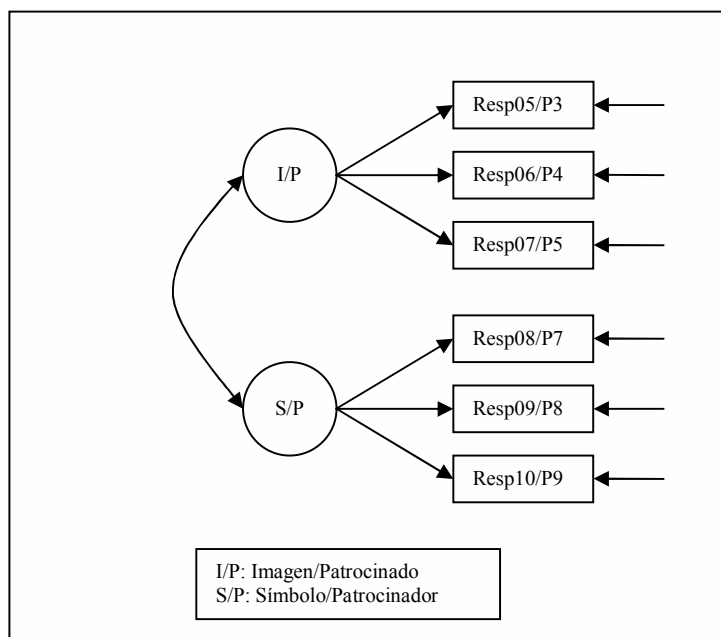 Resp05/P3
I/P
Resp06/P4
Resp07/P5
Resp08/P7
S/P
Resp09/P8
Resp10/P9
I/P: Imagen/Patrocinado
S/P: Símbolo/Patrocinador